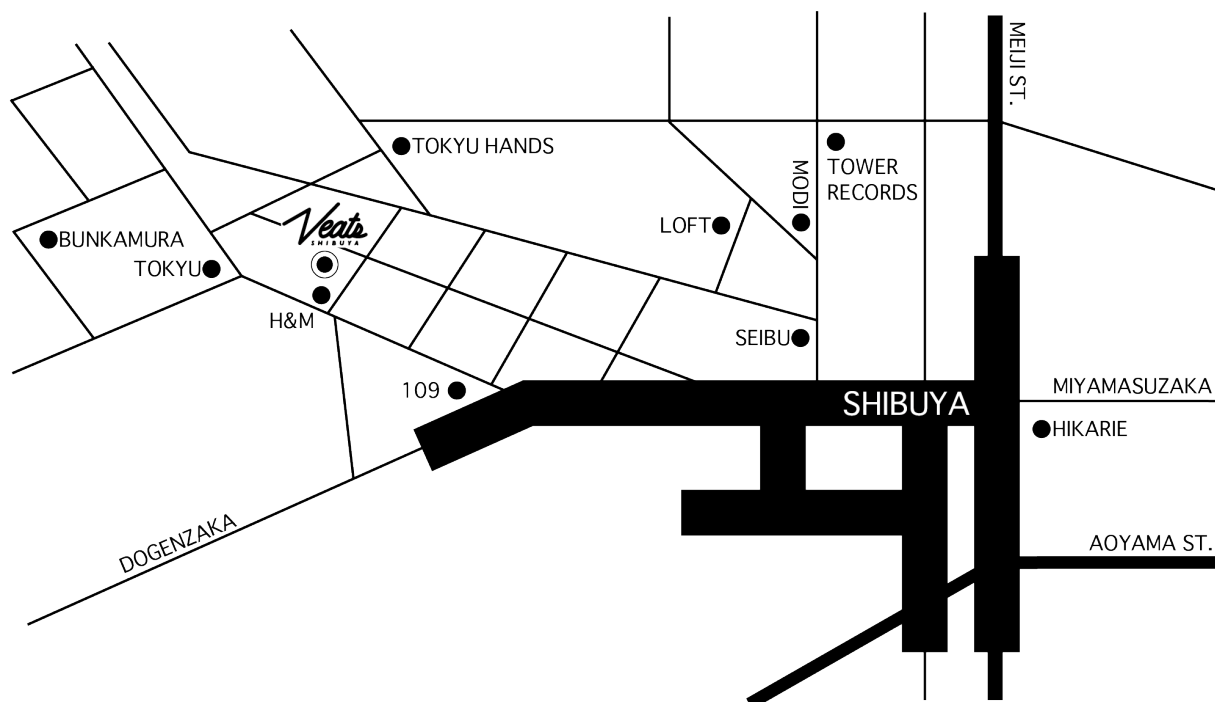 MEIJI ST.
TOKYU HANDS
MODI
TOWER
RECORDS
Veats
SHIBUYA
LOFT
BUNKAMURA
TOKYU
H&M
SEIBU
109
SHIBUYA
MIYAMASUZAKA
HIKARIE
DOGENZAKA
AOYAMA ST.